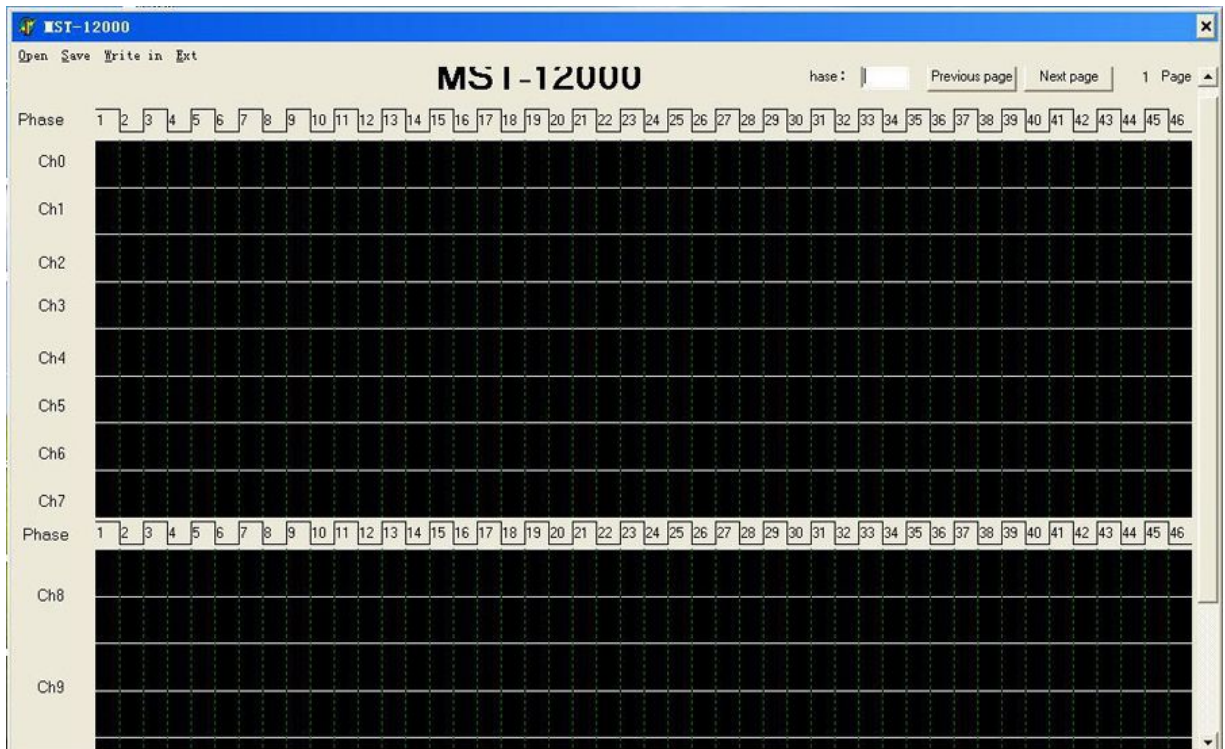 MST-12000
Open Save Write in Ext
MST-12000 hase: Previous page Next page 1 Page
Phase 1 2 3 4 5 6 7 8 9 10 11 12 13 14 15 16 17 18 19 20 21 22 23 24 25 26 27 28 29 30 31 32 33 34 35 36 37 38 39 40 41 42 43 44 45 46
Ch0
Ch1
Ch2
Ch3
Ch4
Ch5
Ch6
Ch7
Phase 1 2 3 4 5 6 7 8 9 10 11 12 13 14 15 16 17 18 19 20 21 22 23 24 25 26 27 28 29 30 31 32 33 34 35 36 37 38 39 40 41 42 43 44 45 46
Ch8
Ch9